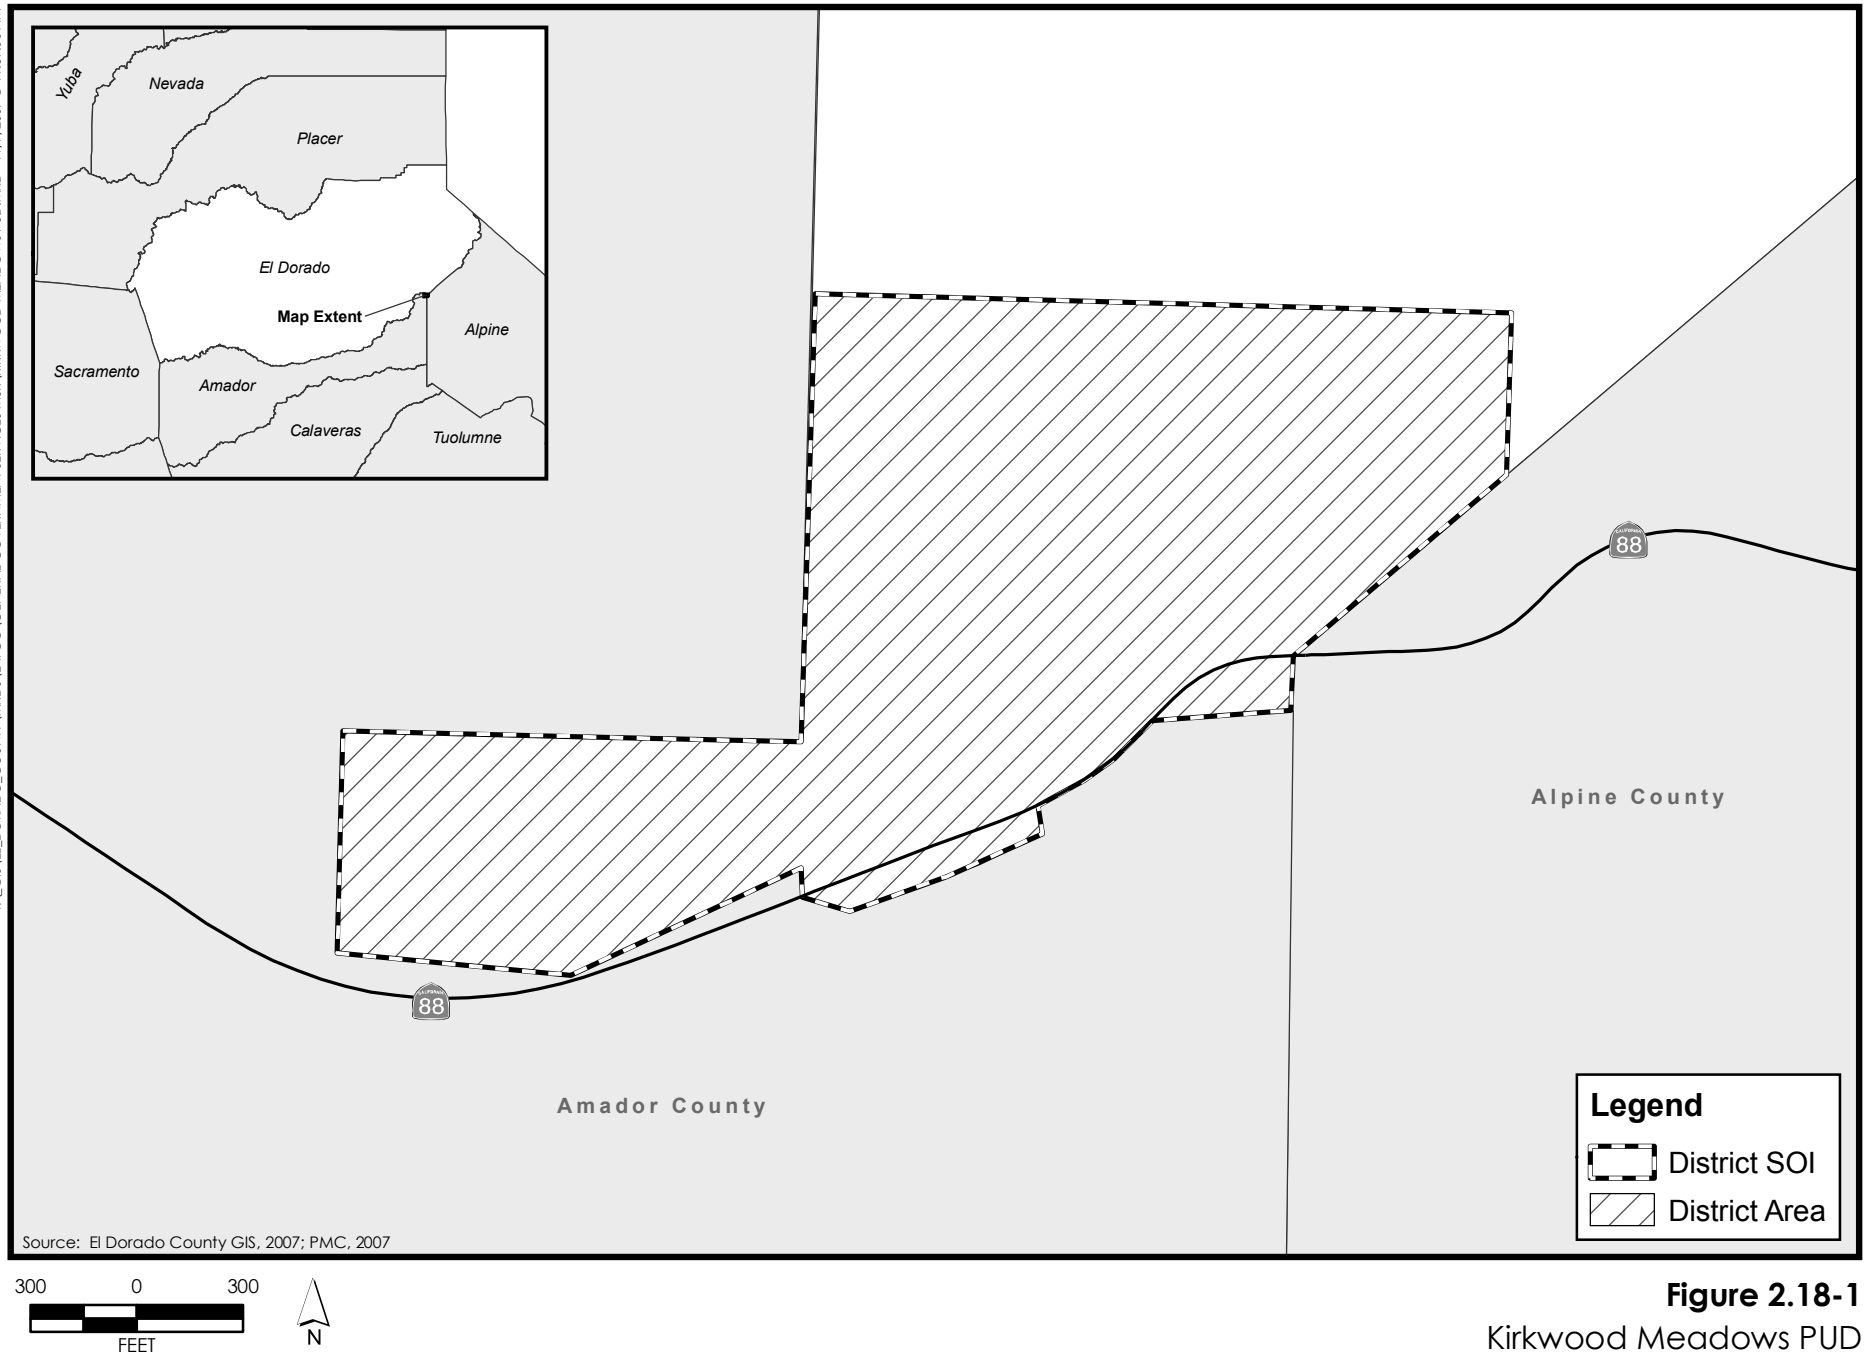 Yuba
Nevada
Placer
El Dorado
Map Extent
Alpine
Sacramento
Amador
Calaveras
Tuolumne
CALIFORNIA
88
Alpine County
CALIFORNIA
88
Amador County
Legend
District SOI
District Area
Source: El Dorado County GIS, 2007; PMC, 2007
300 0 300
FEET
N
Figure 2.18-1
Kirkwood Meadows PUD